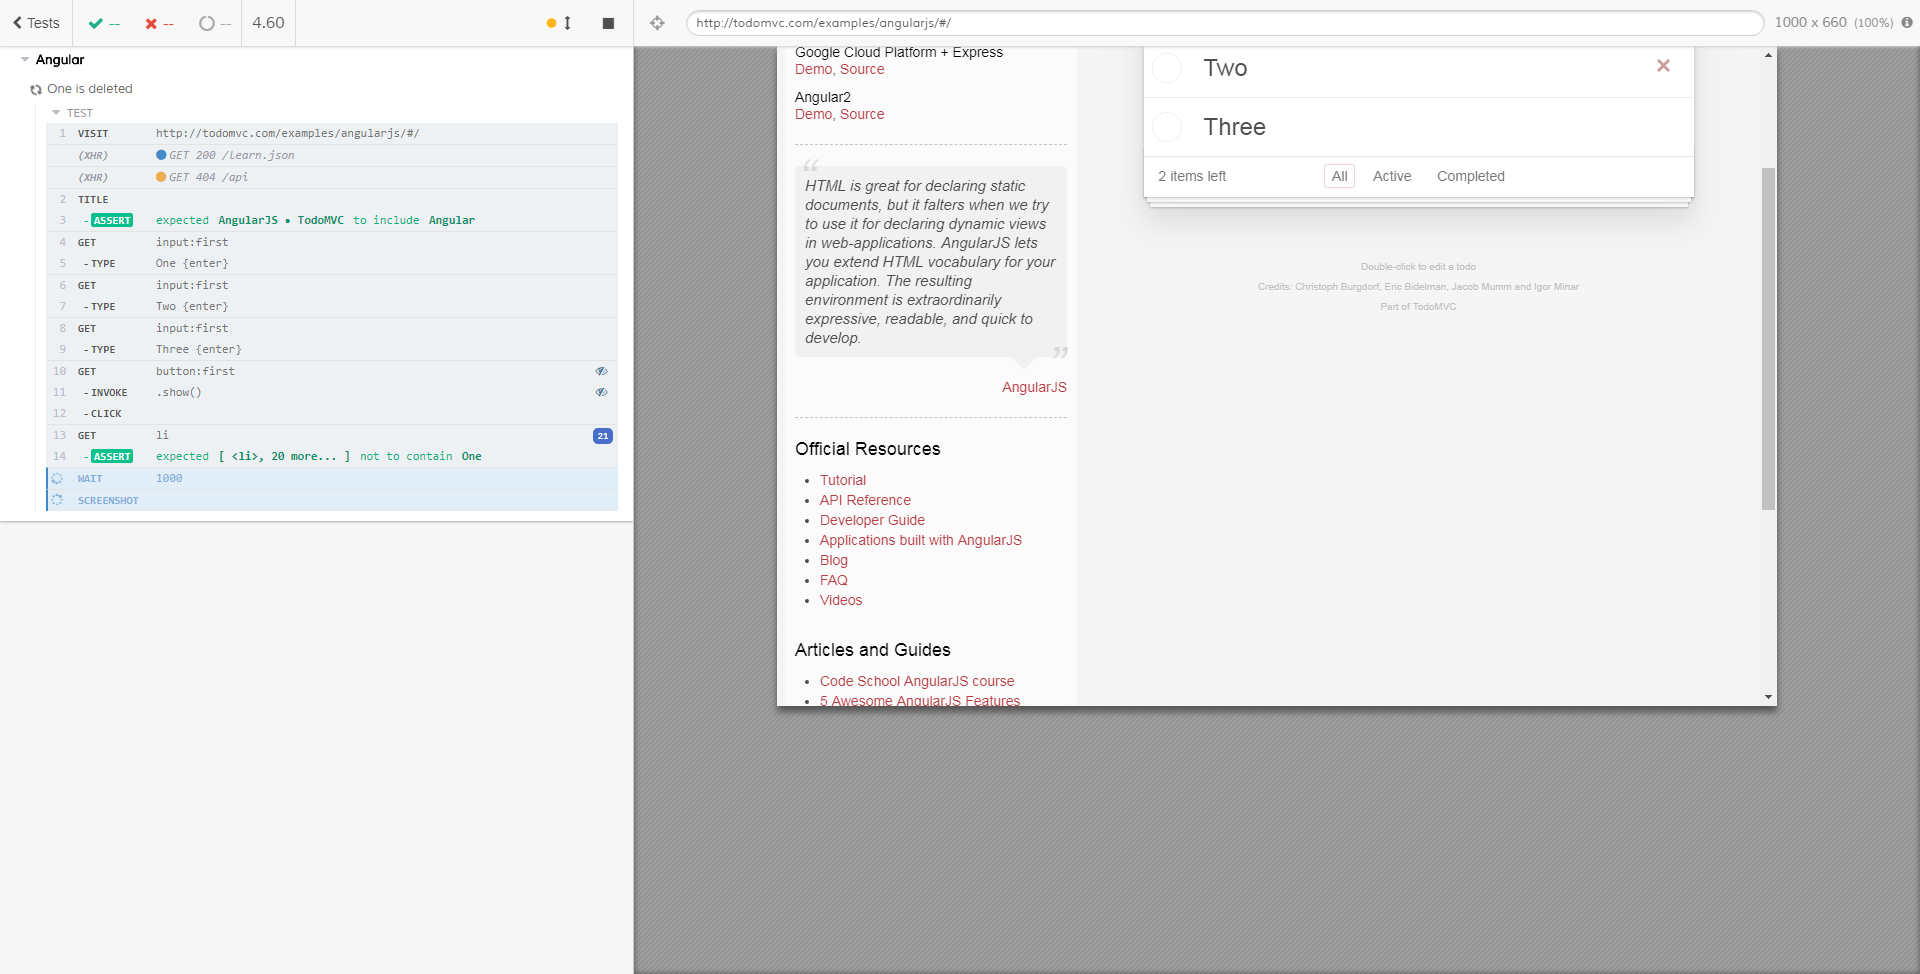 Tests -- -- -- 4.60
Angular
One is deleted
TEST
1 VISIT http://todomvc.com/examples/angularjs/#/
(XHR) GET 200 /learn.json
(XHR) GET 404 /api
2 TITLE
3 -ASSERT expected AngularJS • TodoMVC to include Angular
4 GET input:first
5 -TYPE One {enter}
6 GET input:first
7 -TYPE Two {enter}
8 GET input:first
9 -TYPE Three {enter}
10 GET button:first
11 -INVOKE .show()
12 -CLICK
13 GET li 21
14 -ASSERT expected [ <li>, 20 more... ] not to contain One
WAIT 1000
SCREENSHOT
http://todomvc.com/examples/angularjs/#/ 1000 x 660 (100%)
Google Cloud Platform + Express
Demo, Source
Angular2
Demo, Source
“
HTML is great for declaring static
documents, but it falters when we try
to use it for declaring dynamic views
in web-applications. AngularJS lets
you extend HTML vocabulary for your
application. The resulting
environment is extraordinarily
expressive, readable, and quick to
develop.
”
AngularJS
Official Resources
• Tutorial
• API Reference
• Developer Guide
• Applications built with AngularJS
• Blog
• FAQ
• Videos
Articles and Guides
• Code School AngularJS course
• 5 Awesome AngularJS Features
Two ×
Three
2 items left All Active Completed
Double-click to edit a todo
Credits: Christoph Burgdorf, Eric Bidelman, Jacob Mumm and Igor Minar
Part of TodoMVC